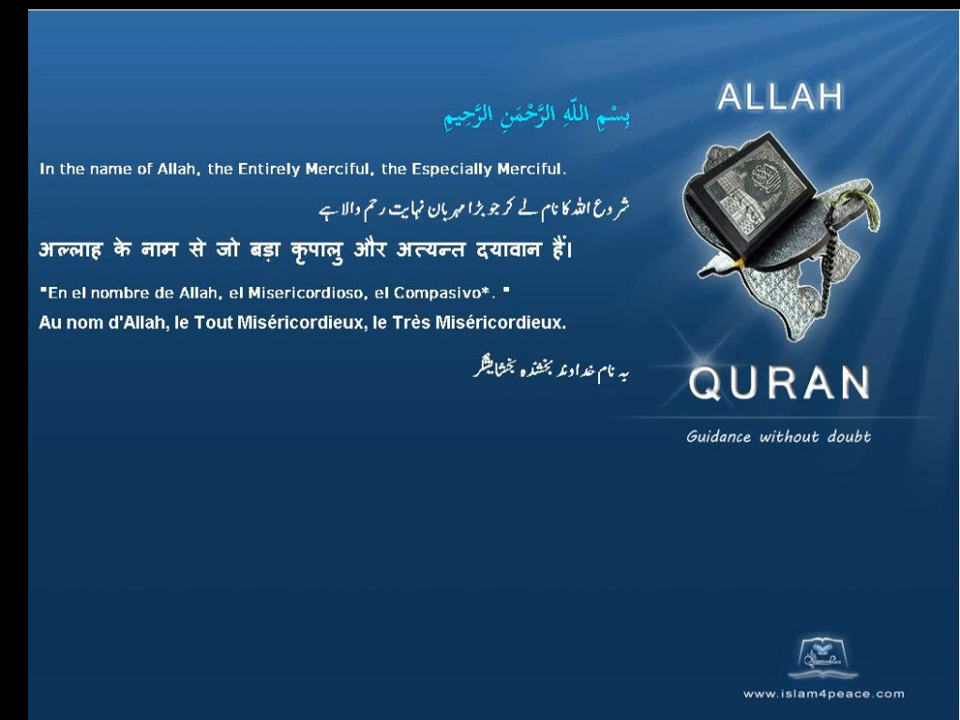 بِسْمِ اللّهِ الرَّحْمَنِ الرَّحِيمِ
In the name of Allah, the Entirely Merciful, the Especially Merciful.
شروع الله کا نام لے کر جو بڑا مہربان نہایت رحم والا ہے
अल्लाह के नाम से जो बड़ा कृपालु और अत्यन्त दयावान हैं।
"En el nombre de Allah, el Misericordioso, el Compasivo*. "
Au nom d'Allah, le Tout Miséricordieux, le Très Miséricordieux.
به نام خداوند بخشنده بخشایشگر
ALLAH
QURAN
Guidance without doubt
www.islam4peace.com